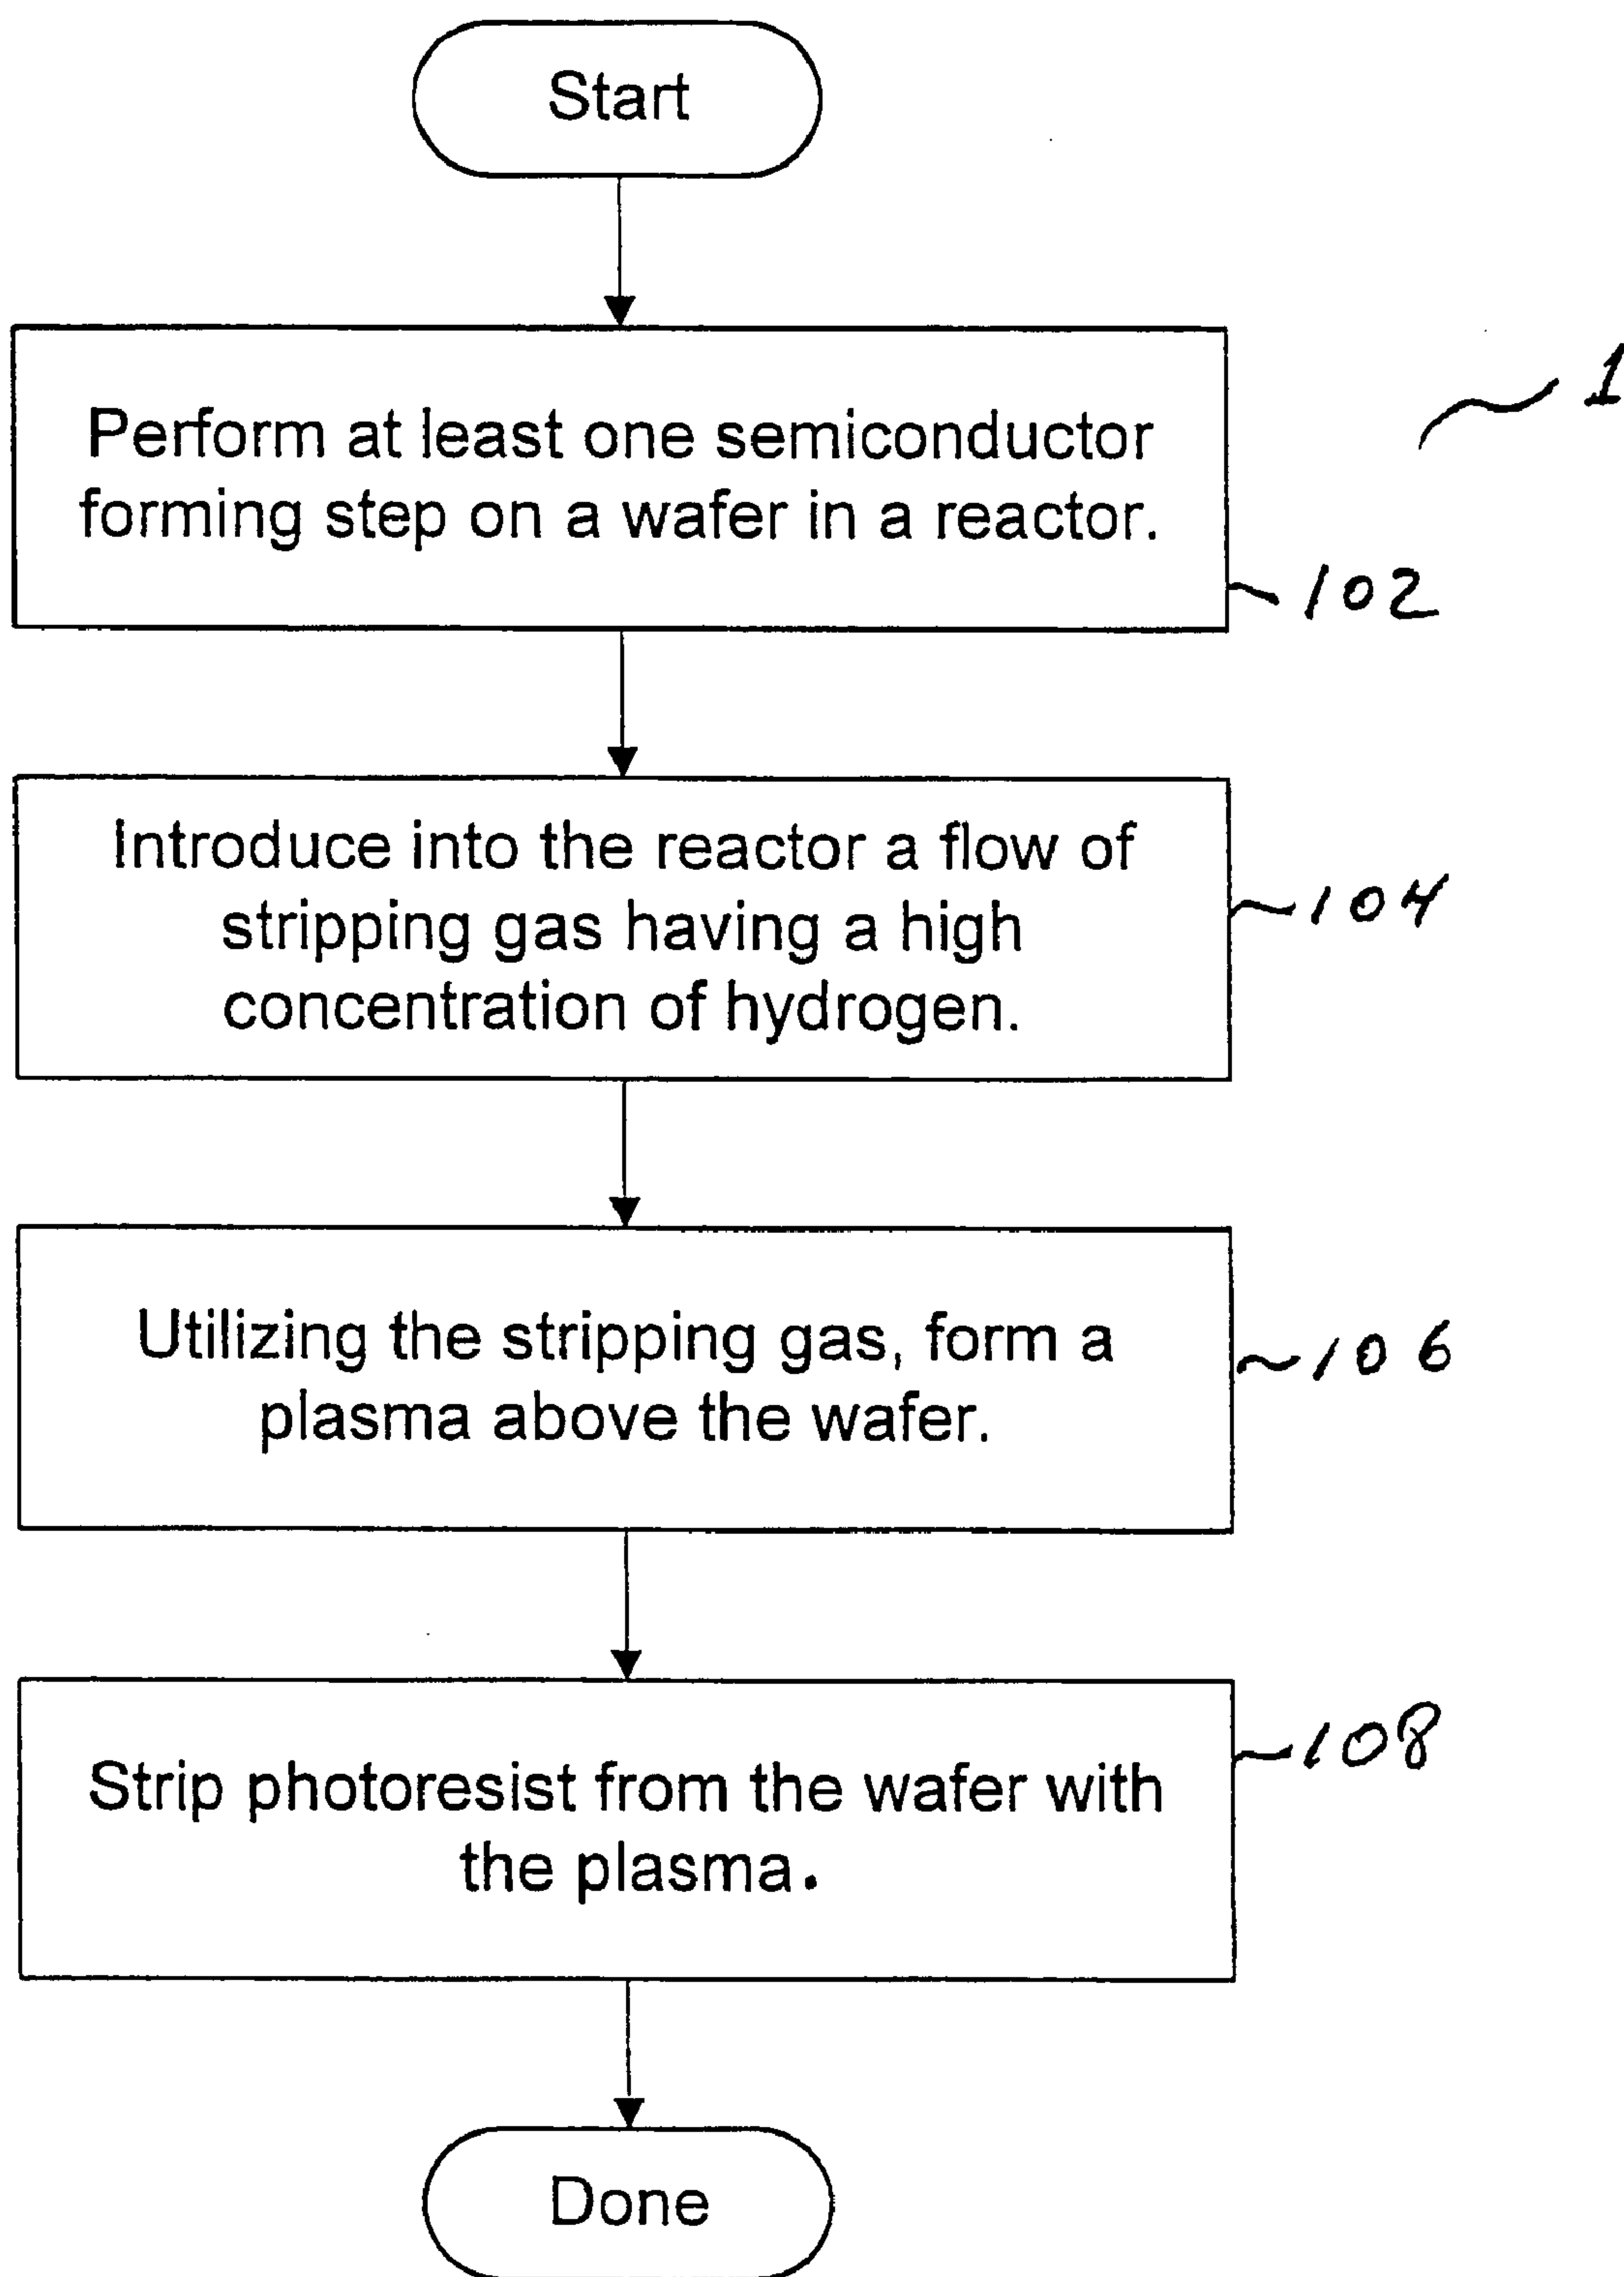 Start
Perform at least one semiconductor
forming step on a wafer in a reactor.
1
102
Introduce into the reactor a flow of
stripping gas having a high
concentration of hydrogen.
104
Utilizing the stripping gas, form a
plasma above the wafer.
106
Strip photoresist from the wafer with
the plasma.
108
Done